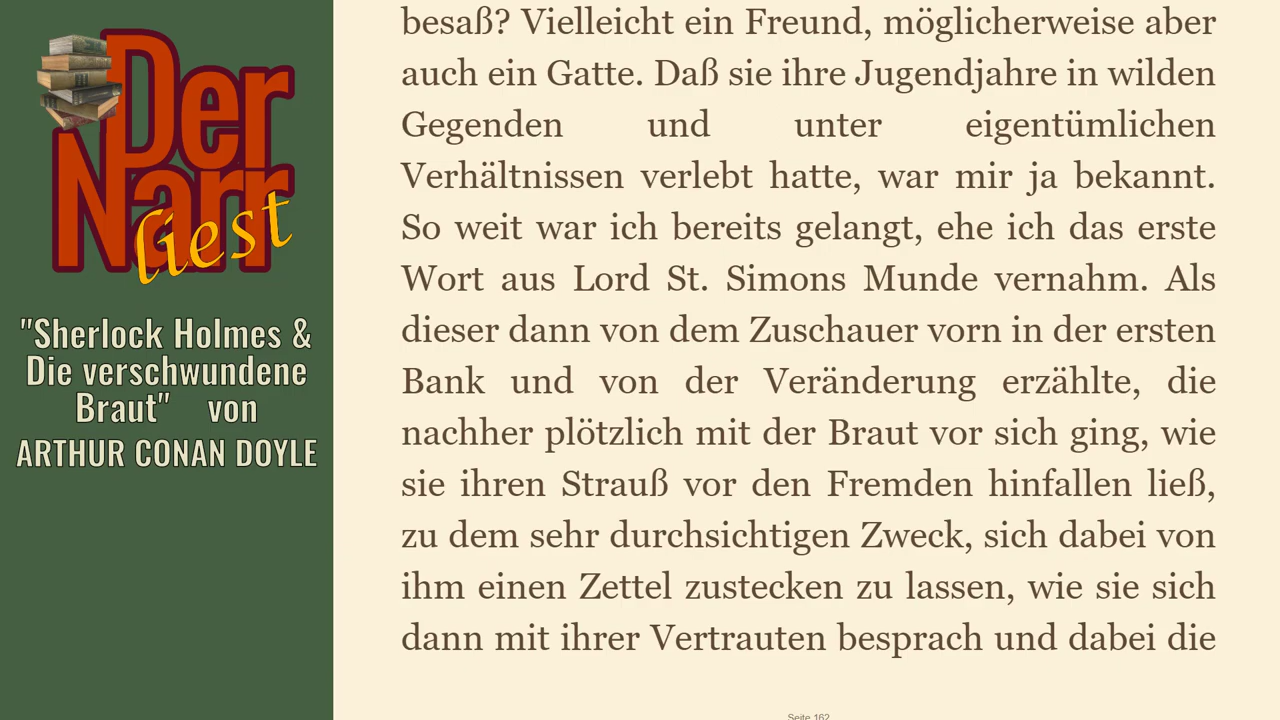 Der
Narr
liest
"Sherlock Holmes &
Die verschwundene
Braut" von
ARTHUR CONAN DOYLE
besaß? Vielleicht ein Freund, möglicherweise aber
auch ein Gatte. Daß sie ihre Jugendjahre in wilden
Gegenden und unter eigentümlichen
Verhältnissen verlebt hatte, war mir ja bekannt.
So weit war ich bereits gelangt, ehe ich das erste
Wort aus Lord St. Simons Munde vernahm. Als
dieser dann von dem Zuschauer vorn in der ersten
Bank und von der Veränderung erzählte, die
nachher plötzlich mit der Braut vor sich ging, wie
sie ihren Strauß vor den Fremden hinfallen ließ,
zu dem sehr durchsichtigen Zweck, sich dabei von
ihm einen Zettel zustecken zu lassen, wie sie sich
dann mit ihrer Vertrauten besprach und dabei die
Seite 162